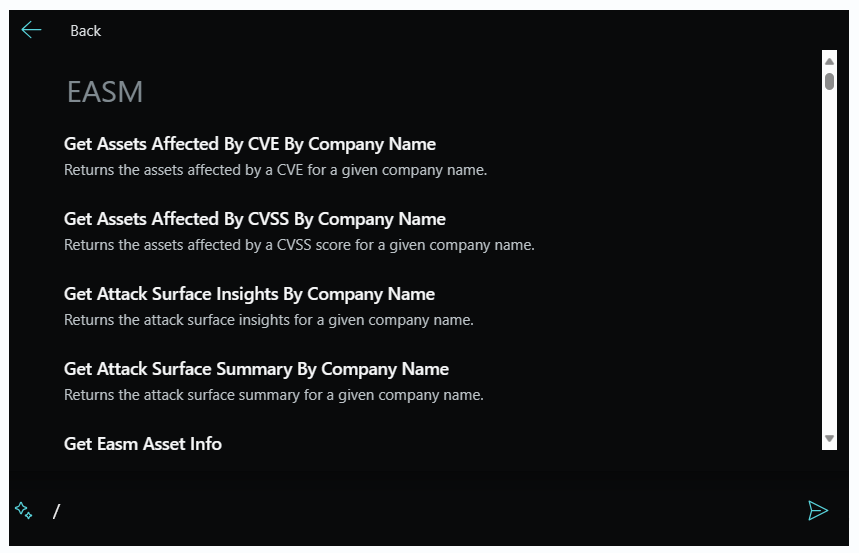 Back
EASM
Get Assets Affected By CVE By Company Name
Returns the assets affected by a CVE for a given company name.
Get Assets Affected By CVSS By Company Name
Returns the assets affected by a CVSS score for a given company name.
Get Attack Surface Insights By Company Name
Returns the attack surface insights for a given company name.
Get Attack Surface Summary By Company Name
Returns the attack surface summary for a given company name.
Get Easm Asset Info
/